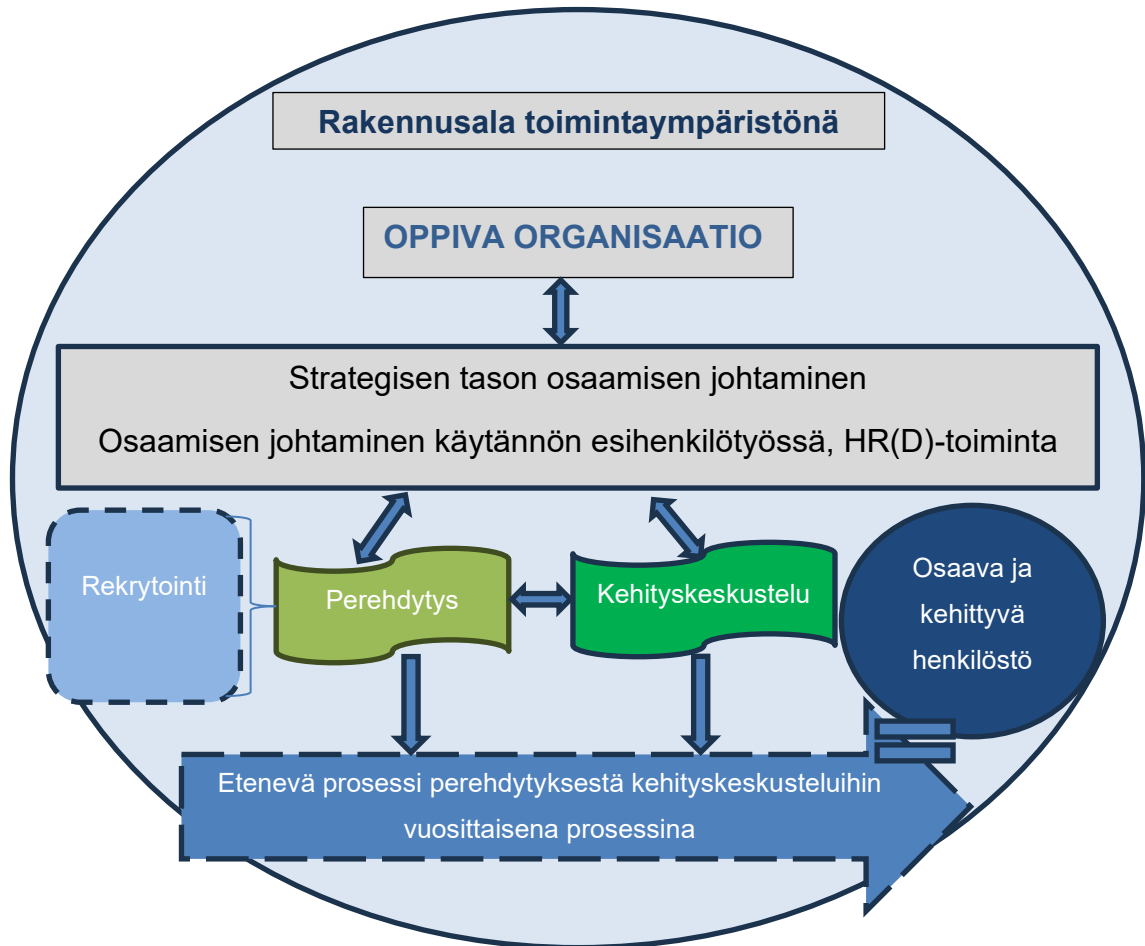 Rakennusala toimintaympäristönä
OPPIVA ORGANISAATIO
Strategisen tason osaamisen johtaminen
Osaamisen johtaminen käytännön esihenkilötyössä, HR(D)-toiminta
Rekrytointi
Perehdytys
Kehityskeskustelu
Osaava ja
kehittyvä
henkilöstö
Etenevä prosessi perehdytyksestä kehityskeskusteluihin
vuosittaisena prosessina